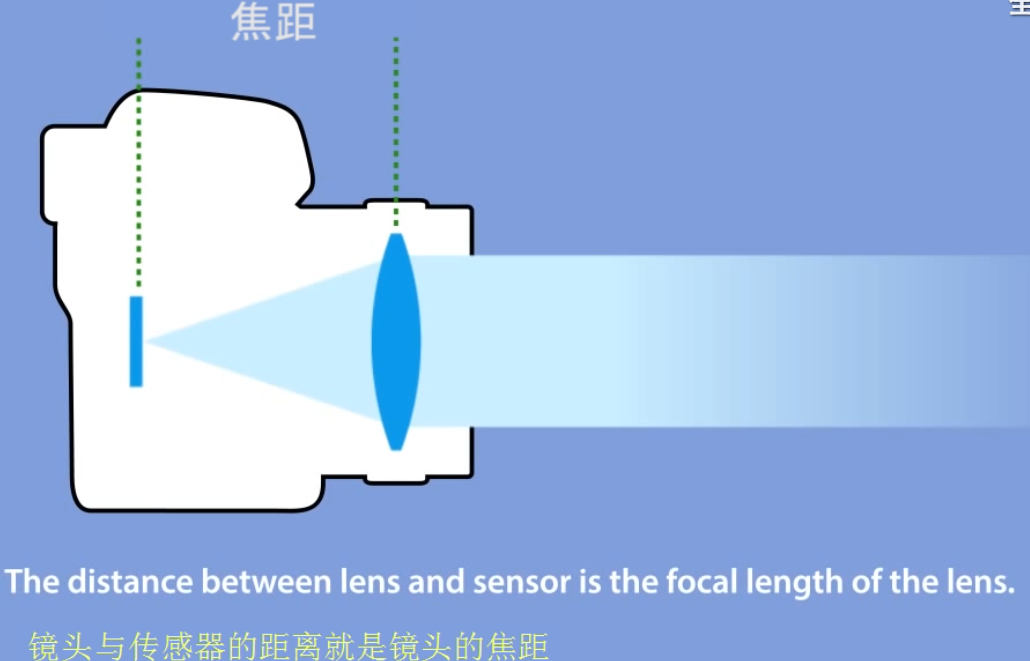 焦距
The distance between lens and sensor is the focal length of the lens.
镜头与传感器的距离就是镜头的焦距